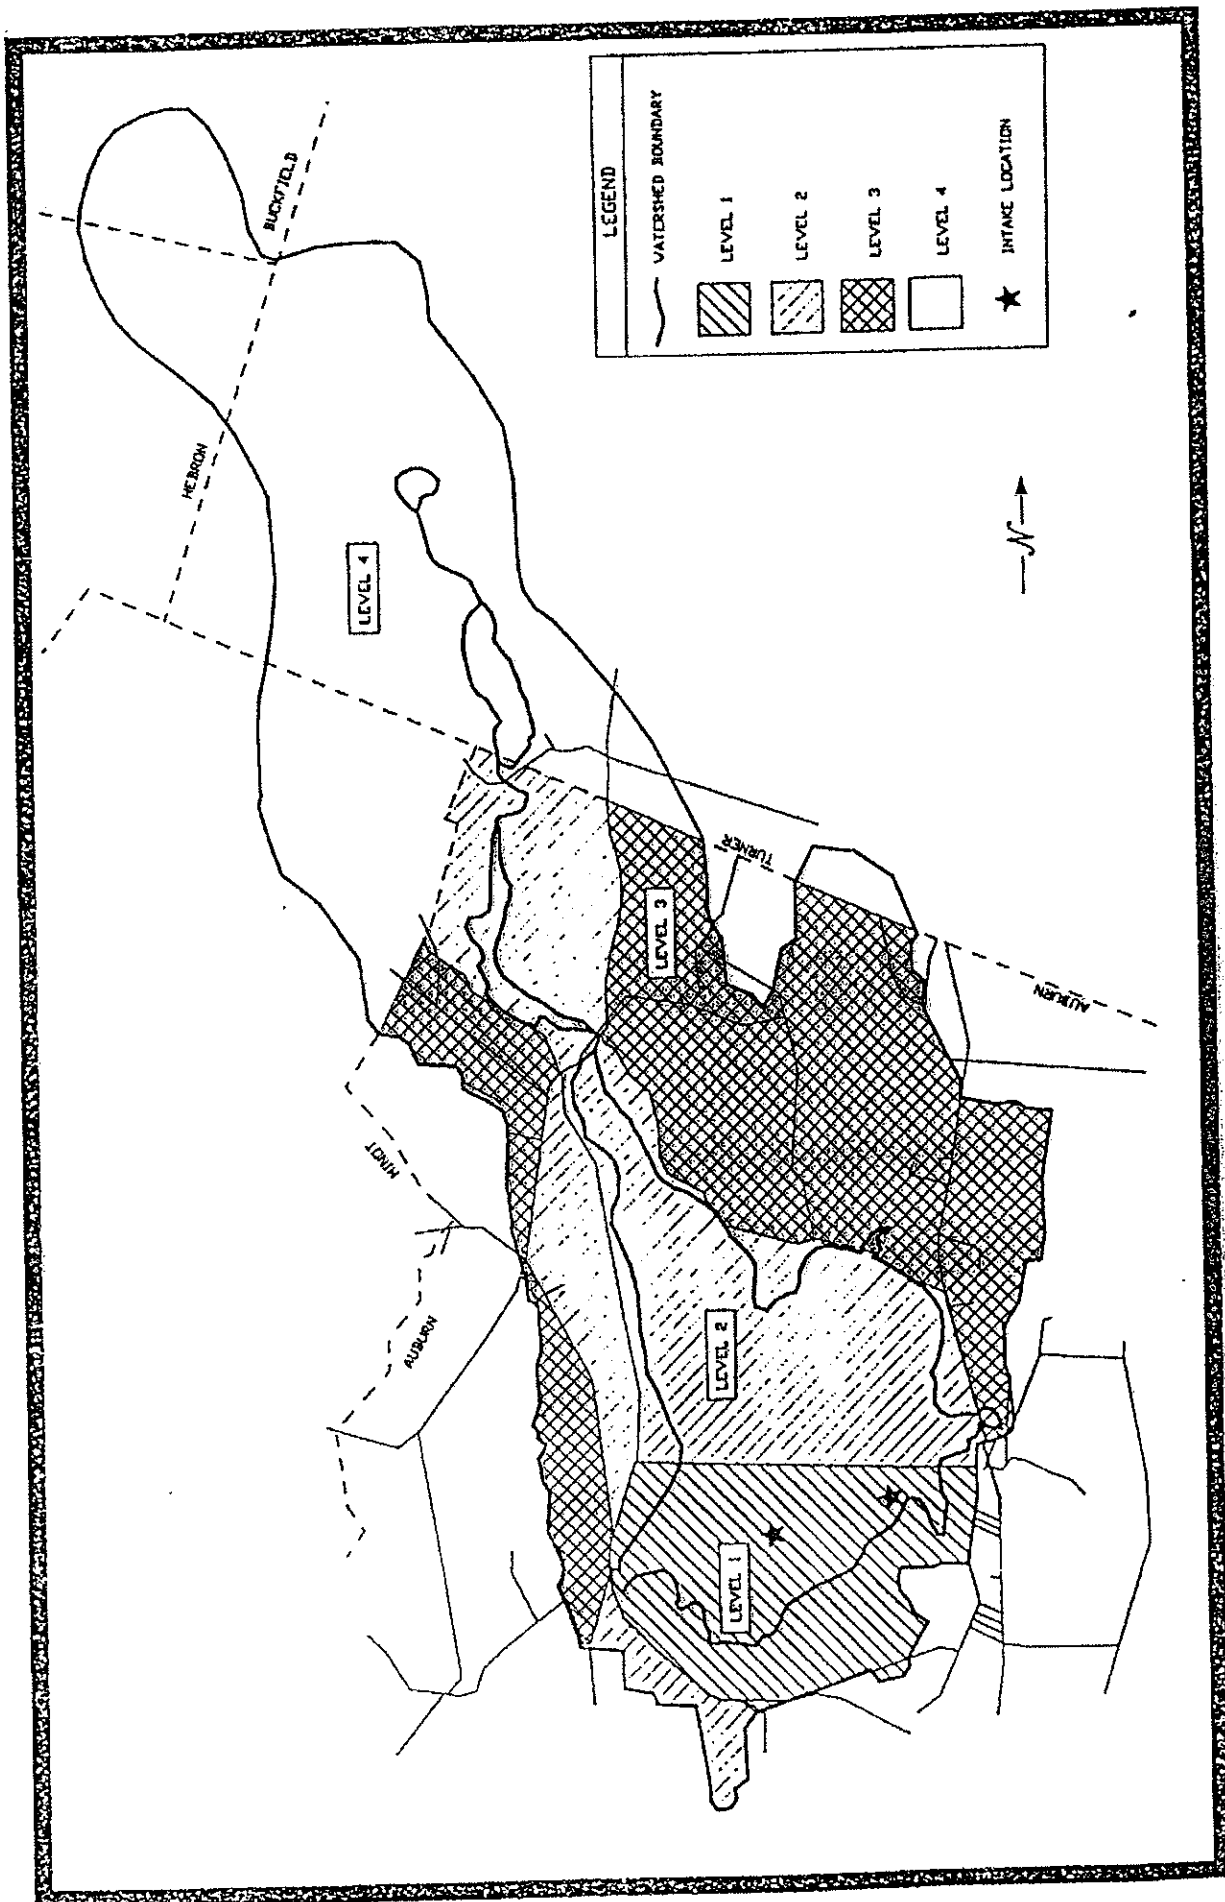 LEGEND
VATERSHED BOUNDARY
LEVEL 1
LEVEL 2
LEVEL 3
LEVEL 4
INTAKE LOCATION
BUCKFIELD
HEBRON
LEVEL 4
N
TURNER
LEVEL 3
AUBURN
MINOT
AUBURN
LEVEL 2
LEVEL 1